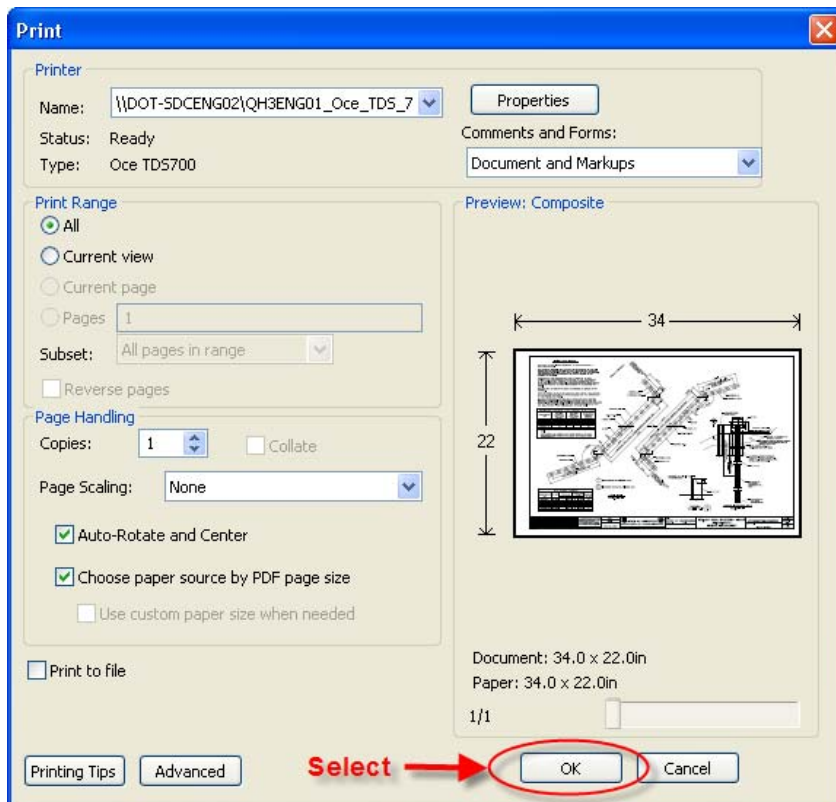 Print
Printer
Name: \\DOT-SDCENG02\QH3ENG01_Oce_TDS_7
Properties
Status: Ready
Comments and Forms:
Type: Oce TDS700
Document and Markups
Print Range
All
Current view
Current page
Pages 1
Subset: All pages in range
Reverse pages
Page Handling
Copies: 1
Collate
Page Scaling: None
Auto-Rotate and Center
Choose paper source by PDF page size
Use custom paper size when needed
Print to file
Preview: Composite
34
22
Document: 34.0 x 22.0in
Paper: 34.0 x 22.0in
1/1
Printing Tips
Advanced
Select
OK
Cancel